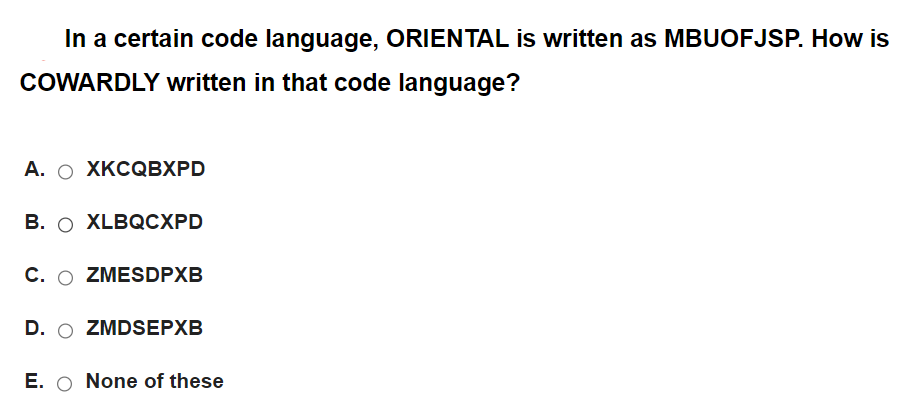 In a certain code language, ORIENTAL is written as MBUOFJSP. How is
COWARDLY written in that code language?
A. XKCQBXPD
B. XLBQCXPD
C. ZMESDPXB
D. ZMDSEPXB
E. None of these